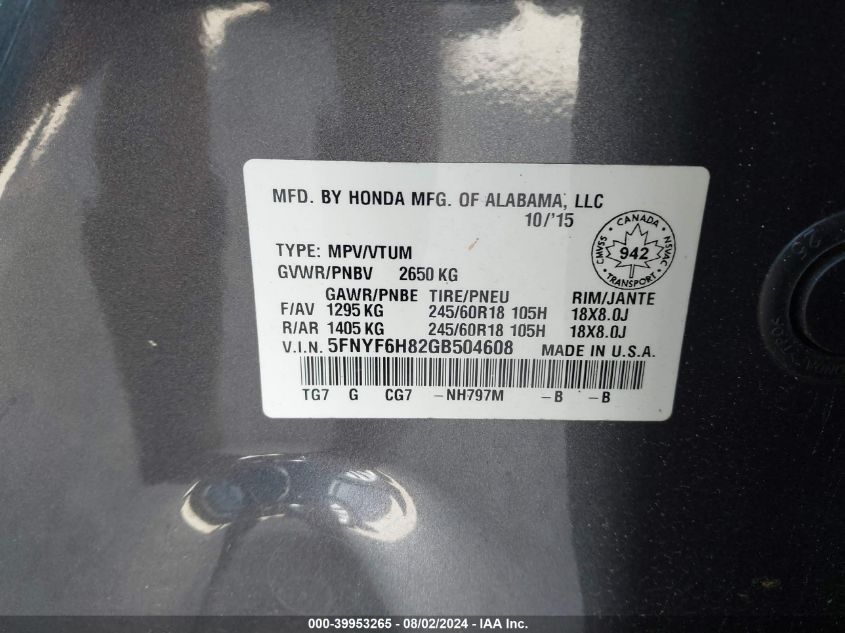 MFD. BY HONDA MFG. OF ALABAMA, LLC
10/'15
TYPE: MPV/VTUM
GVWR/PNBV 2650 KG
GAWR/PNBE TIRE/PNEU RIM/JANTE
F/AV 1295 KG 245/60R18 105H 18X8.0J
R/AR 1405 KG 245/60R18 105H 18X8.0J
V.I.N. 5FNYF6H82GB504608 MADE IN U.S.A.
TG7 G CG7 -NH797M -B -B
CANADA
CMVSS 942 NSVAC
TRANSPORT
000-39953265 - 08/02/2024 - IAA Inc.